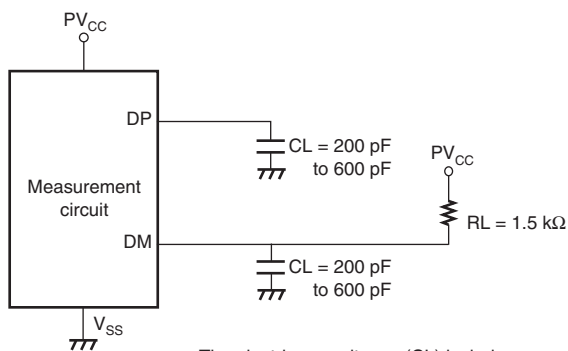 PVCC
DP
CL = 200 pF
to 600 pF
PVCC
Measurement
circuit
RL = 1.5 kΩ
DM
CL = 200 pF
to 600 pF
VSS